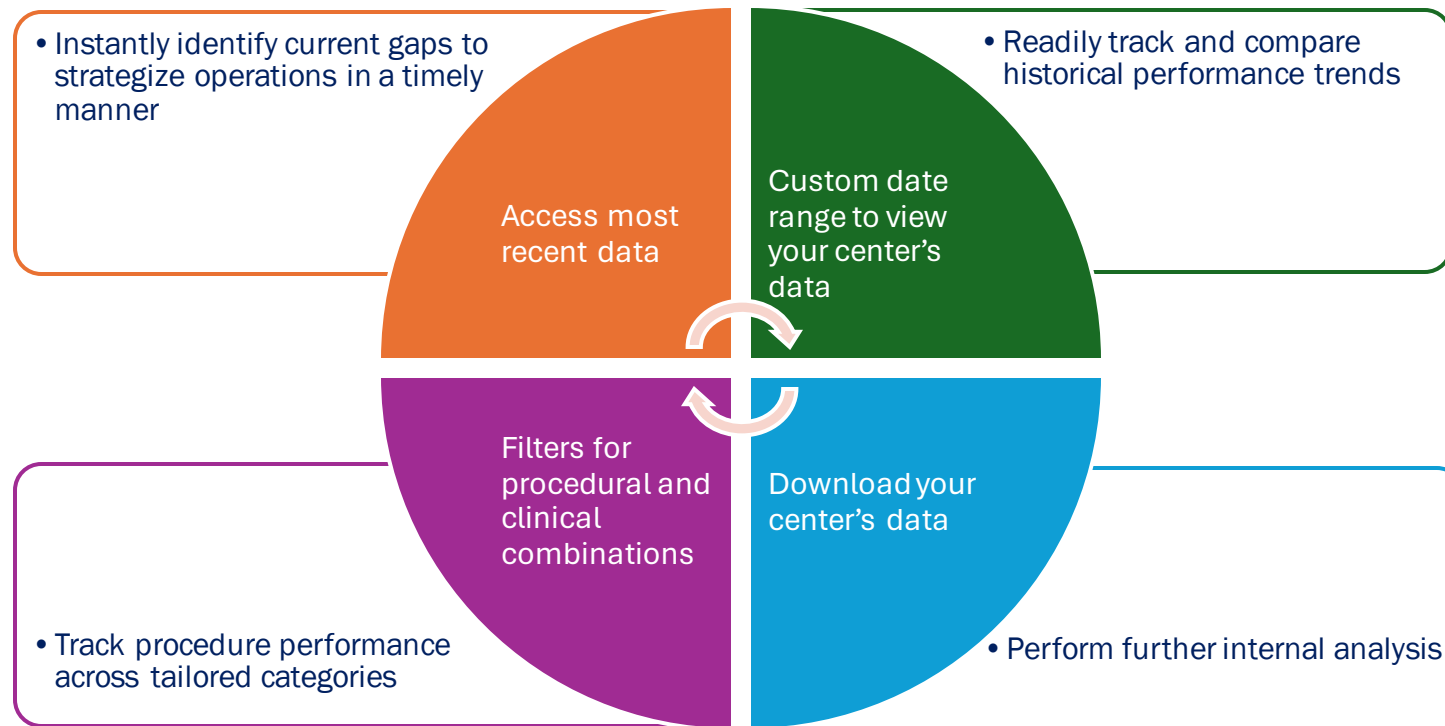 • Instantly identify current gaps to
strategize operations in a timely
manner
Access most
recent data
• Readily track and compare
historical performance trends
Custom date
range to view
your center's
data
Filters for
procedural and
clinical
combinations
• Track procedure performance
across tailored categories
Download your
center's data
• Perform further internal analysis